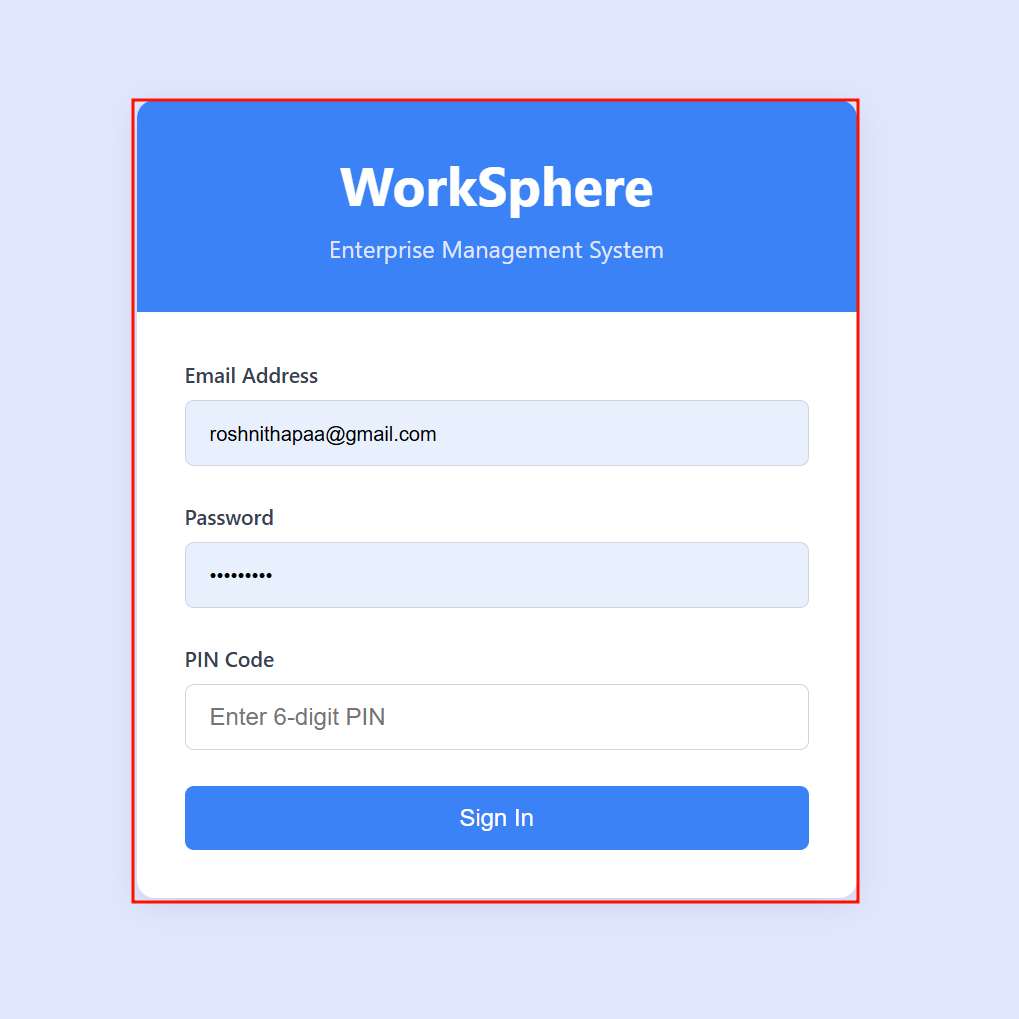 WorkSphere
Enterprise Management System
Email Address
roshnithapaa@gmail.com
Password
•••••••••
PIN Code
Enter 6-digit PIN
Sign In